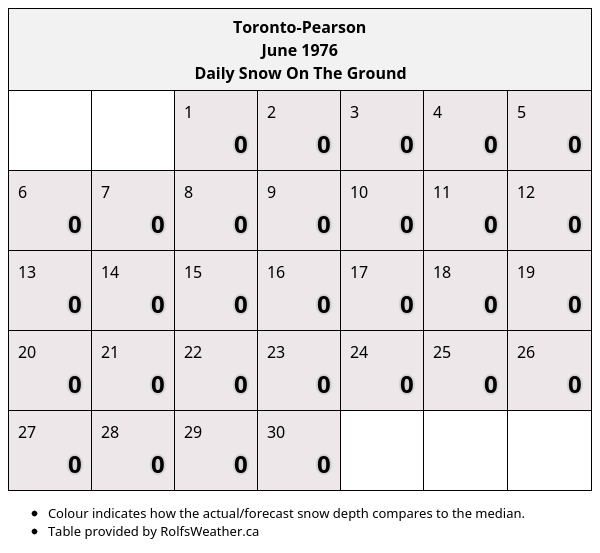 Toronto-Pearson
June 1976
Daily Snow On The Ground
1 2 3 4 5
0 0 0 0 0
6 7 8 9 10 11 12
0 0 0 0 0 0 0
13 14 15 16 17 18 19
0 0 0 0 0 0 0
20 21 22 23 24 25 26
0 0 0 0 0 0 0
27 28 29 30
0 0 0 0
• Colour indicates how the actual/forecast snow depth compares to the median.
• Table provided by RolfsWeather.ca